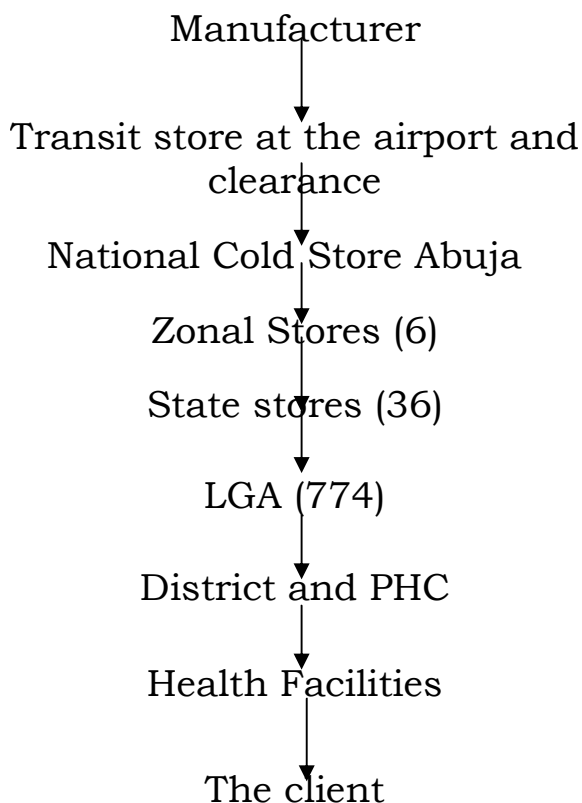 Manufacturer
Transit store at the airport and
clearance
National Cold Store Abuja
Zonal Stores (6)
State stores (36)
LGA (774)
District and PHC
Health Facilities
The client